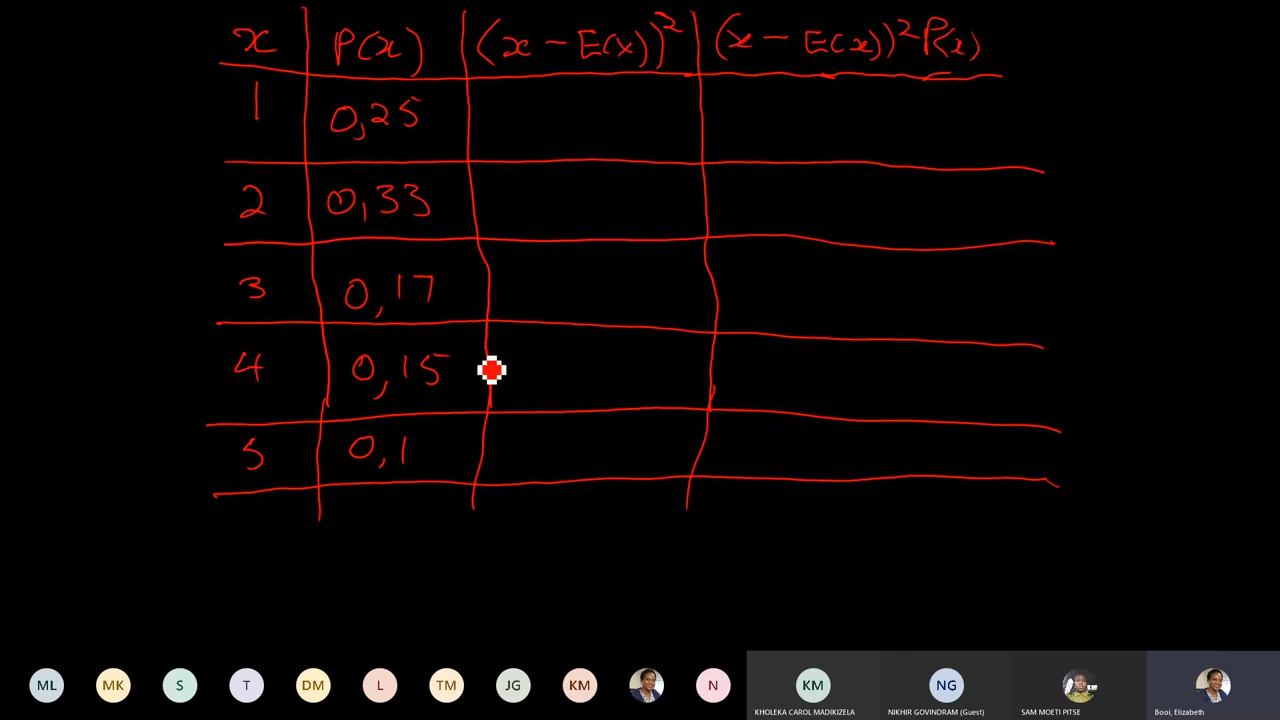 x P(x) (x - E(x))² (x - E(x))² P(x)
1 0,25
2 0,33
3 0,17
4 0,15
5 0,1
ML MK S T DM L TM JG KM N KM NG
KHOLEKA CAROL MADIKIZELA NIKHIR GOVINDRAM (Guest) SAM MOETI PITSE Booi, Elizabeth